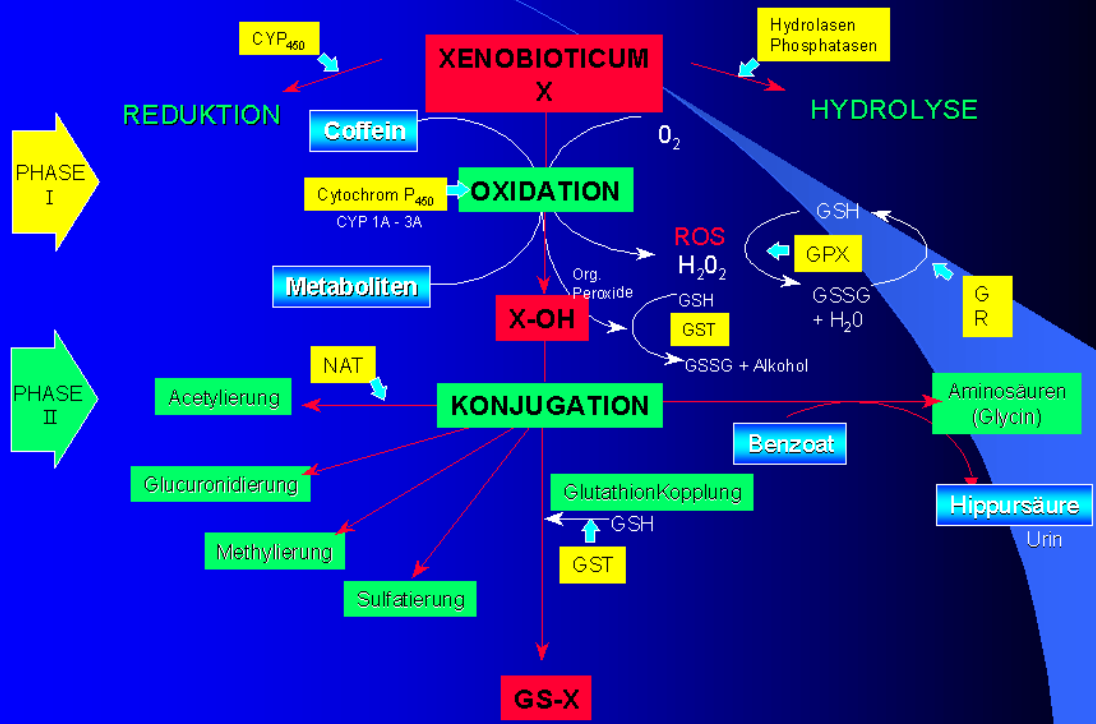 CYP450
Hydrolasen
Phosphatasen
XENOBIOTICUM
X
REDUKTION
HYDROLYSE
Coffein
O2
PHASE
I
Cytochrom P450
OXIDATION
CYP 1A - 3A
GSH
ROS
H2O2
GPX
Metaboliten
Org.
Peroxide
GSH
GSSG
+ H2O
G
R
X-OH
GST
GSSG + Alkohol
NAT
PHASE
II
Acetylierung
KONJUGATION
Aminosäuren
(Glycin)
Benzoat
Glucuronidierung
GlutathionKopplung
Hippursäure
GSH
Urin
Methylierung
GST
Sulfatierung
GS-X